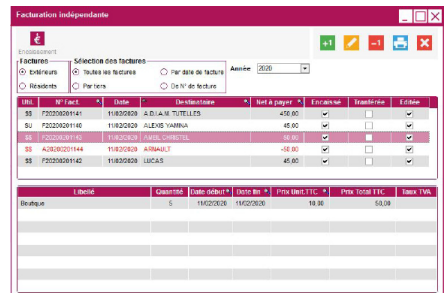 Facturation indépendante
Encaissement
+1 -1
Factures
Sélection des factures
Extérieurs Toutes les factures Par date de facture Année 2020
Résidents Par tiers De N° de facture
Util. N° Fact. Date Destinataire Net à payer Encaissé Tranférée Editée
SS F20200201141 11/02/2020 A.D.I.A.N. TUTELLES 450,00
SU F20200201140 11/02/2020 ALEXIS YAMINA 45,00
SS F20200201143 11/02/2020 AMEL CHRISTEL 50,00
SS A20200201144 11/02/2020 ARNAULT -50,00
SS F20200201142 11/02/2020 LUCAS 45,00
Libellé Quantité Date début Date fin Prix Unit.TTC Prix Total TTC Taux TVA
Boutique 5 11/02/2020 11/02/2020 10,00 50,00